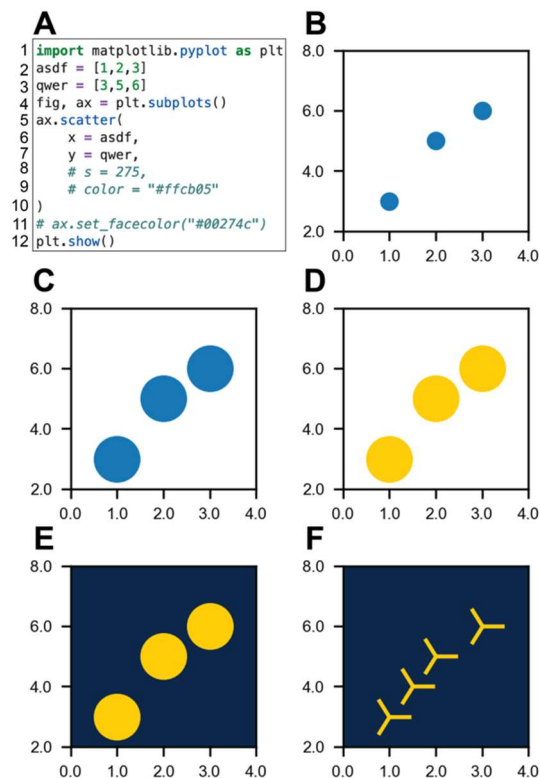 A
1 import matplotlib.pyplot as plt
2 asdf = [1,2,3]
3 qwer = [3,5,6]
4 fig, ax = plt.subplots()
5 ax.scatter(
6 x = asdf,
7 y = qwer,
8 # s = 275,
9 # color = "#ffcb05"
10 )
11 # ax.set_facecolor("#00274c")
12 plt.show()
B
8.0
6.0
4.0
2.0
0.0 1.0 2.0 3.0 4.0
C
8.0
6.0
4.0
2.0
0.0 1.0 2.0 3.0 4.0
D
8.0
6.0
4.0
2.0
0.0 1.0 2.0 3.0 4.0
E
8.0
6.0
4.0
2.0
0.0 1.0 2.0 3.0 4.0
F
8.0
6.0
4.0
2.0
0.0 1.0 2.0 3.0 4.0